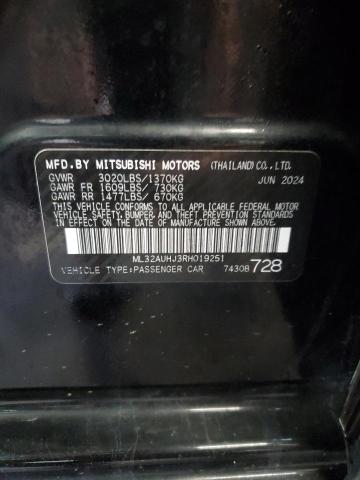 MFD.BY MITSUBISHI MOTORS (THAILAND)CO.,LTD.
GVWR 3020LBS/1370KG JUN 2024
GAWR FR 1609LBS/ 730KG
GAWR RR 1477LBS/ 670KG
THIS VEHICLE CONFORMS TO ALL APPLICABLE FEDERAL MOTOR
VEHICLE SAFETY, BUMPER, AND THEFT PREVENTION STANDARDS
IN EFFECT ON THE DATE OF MANUFACTURE SHOWN ABOVE.
ML32AUHJ3RH019251
VEHICLE TYPE:PASSENGER CAR 74308 728